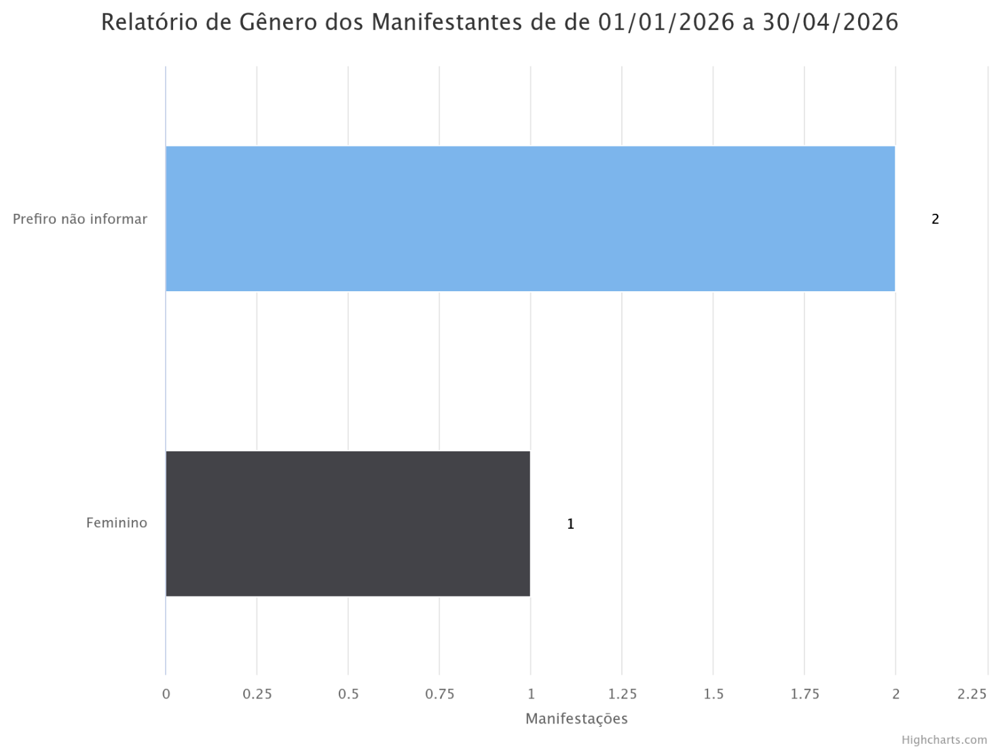 Relatório de Gênero dos Manifestantes de de 01/01/2026 a 30/04/2026
Prefiro não informar
2
Feminino
1
0 0.25 0.5 0.75 1 1.25 1.5 1.75 2 2.25
Manifestações
Highcharts.com